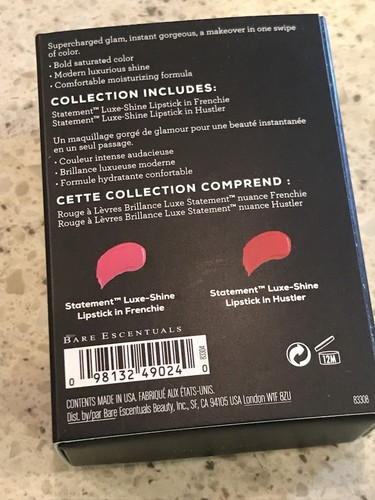 Supercharged glam, instant gorgeous, a makeover in one swipe
of color.
• Bold saturated color
• Modern luxurious shine
• Comfortable moisturizing formula
COLLECTION INCLUDES:
Statement™ Luxe-Shine Lipstick in Frenchie
Statement™ Luxe-Shine Lipstick in Hustler
Un maquillage gorgé de glamour pour une beauté instantanée
en un seul passage.
• Couleur intense audacieuse
• Brillance luxueuse moderne
• Formule hydratante confortable
CETTE COLLECTION COMPREND :
Rouge à Lèvres Brillance Luxe Statement™ nuance Frenchie
Rouge à Lèvres Brillance Luxe Statement™ nuance Hustler
Statement™ Luxe-Shine
Lipstick in Frenchie
Statement™ Luxe-Shine
Lipstick in Hustler
BARE ESCENTUALS
0 98132 49024 0
83304
12M
CONTENTS MADE IN USA. FABRIQUÉ AUX ÉTATS-UNIS.
Dist. by/par Bare Escentuals Beauty, Inc., SF, CA 94105 USA London W1F 8ZU
83308